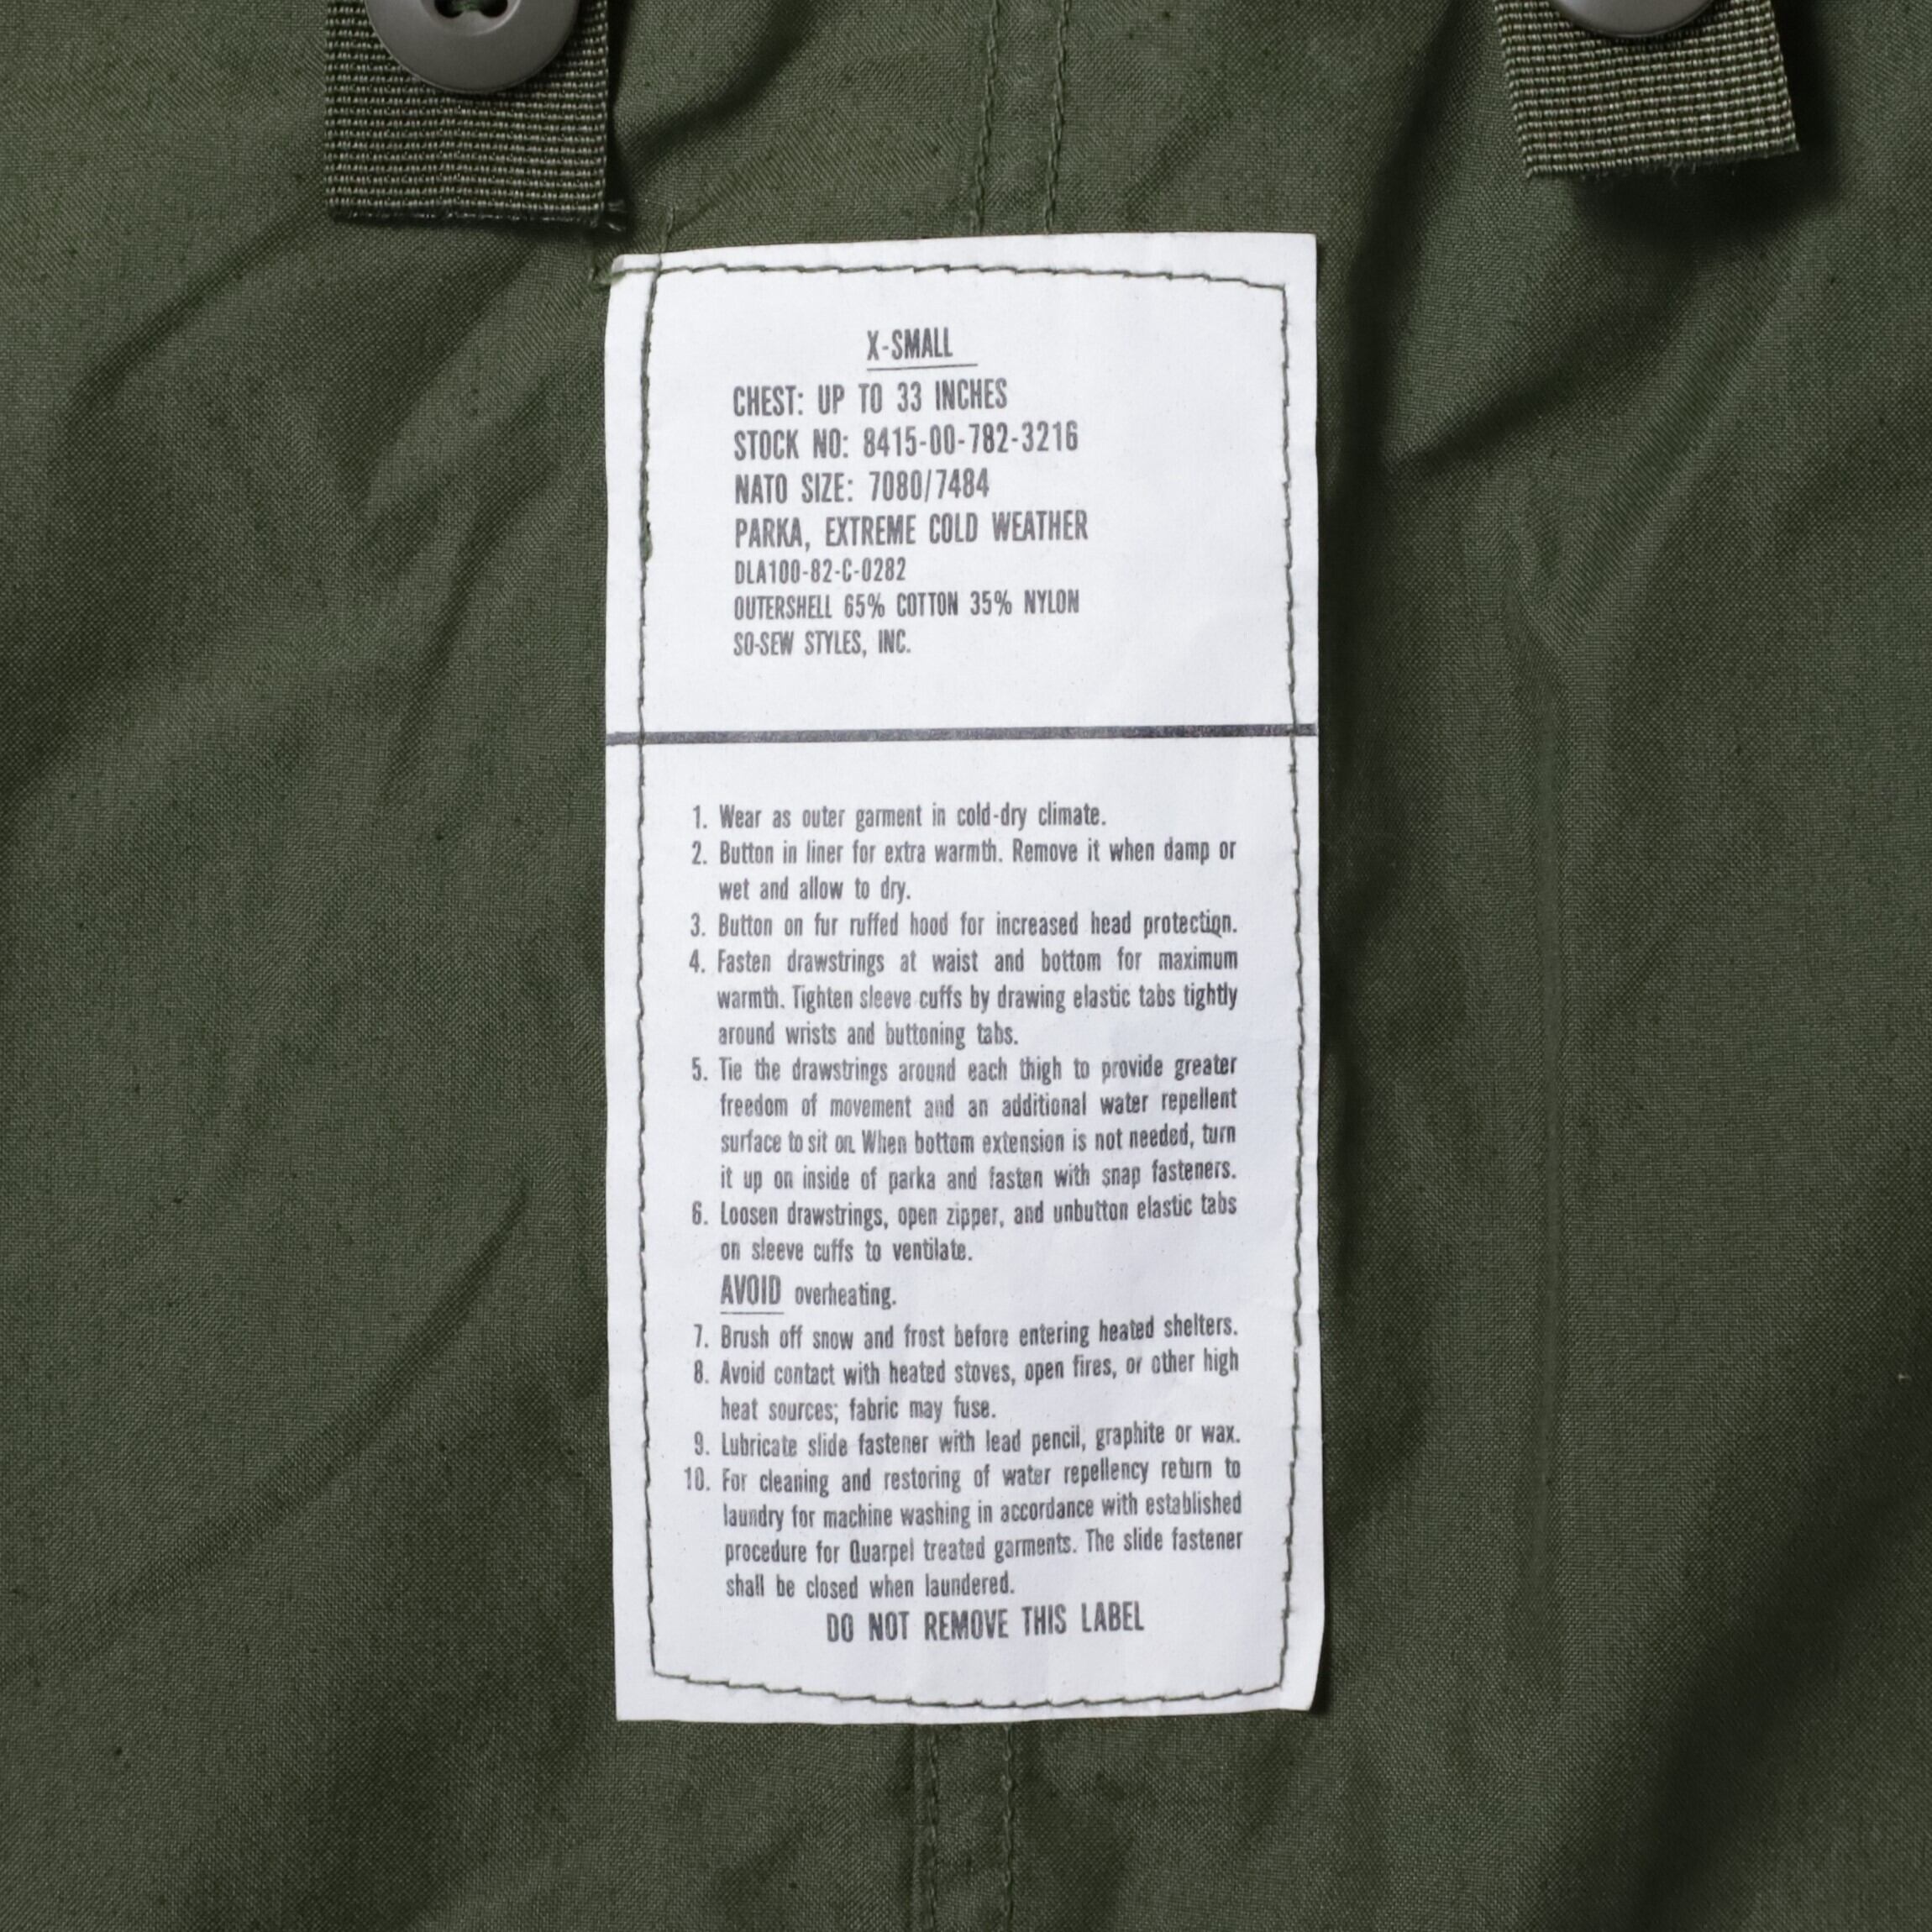 X-SMALL
CHEST: UP TO 33 INCHES
STOCK NO: 8415-00-782-3216
NATO SIZE: 7080/7484
PARKA, EXTREME COLD WEATHER
DLA100-82-C-0282
OUTERSHELL 65% COTTON 35% NYLON
SO-SEW STYLES, INC.
1. Wear as outer garment in cold-dry climate.
2. Button in liner for extra warmth. Remove it when damp or
wet and allow to dry.
3. Button on fur ruffed hood for increased head protection.
4. Fasten drawstrings at waist and bottom for maximum
warmth. Tighten sleeve cuffs by drawing elastic tabs tightly
around wrists and buttoning tabs.
5. Tie the drawstrings around each thigh to provide greater
freedom of movement and an additional water repellent
surface to sit on. When bottom extension is not needed, turn
it up on inside of parka and fasten with snap fasteners.
6. Loosen drawstrings, open zipper, and unbutton elastic tabs
on sleeve cuffs to ventilate.
AVOID overheating.
7. Brush off snow and frost before entering heated shelters.
8. Avoid contact with heated stoves, open fires, or other high
heat sources; fabric may fuse.
9. Lubricate slide fastener with lead pencil, graphite or wax.
10. For cleaning and restoring of water repellency return to
laundry for machine washing in accordance with established
procedure for Quarpel treated garments. The slide fastener
shall be closed when laundered.
DO NOT REMOVE THIS LABEL